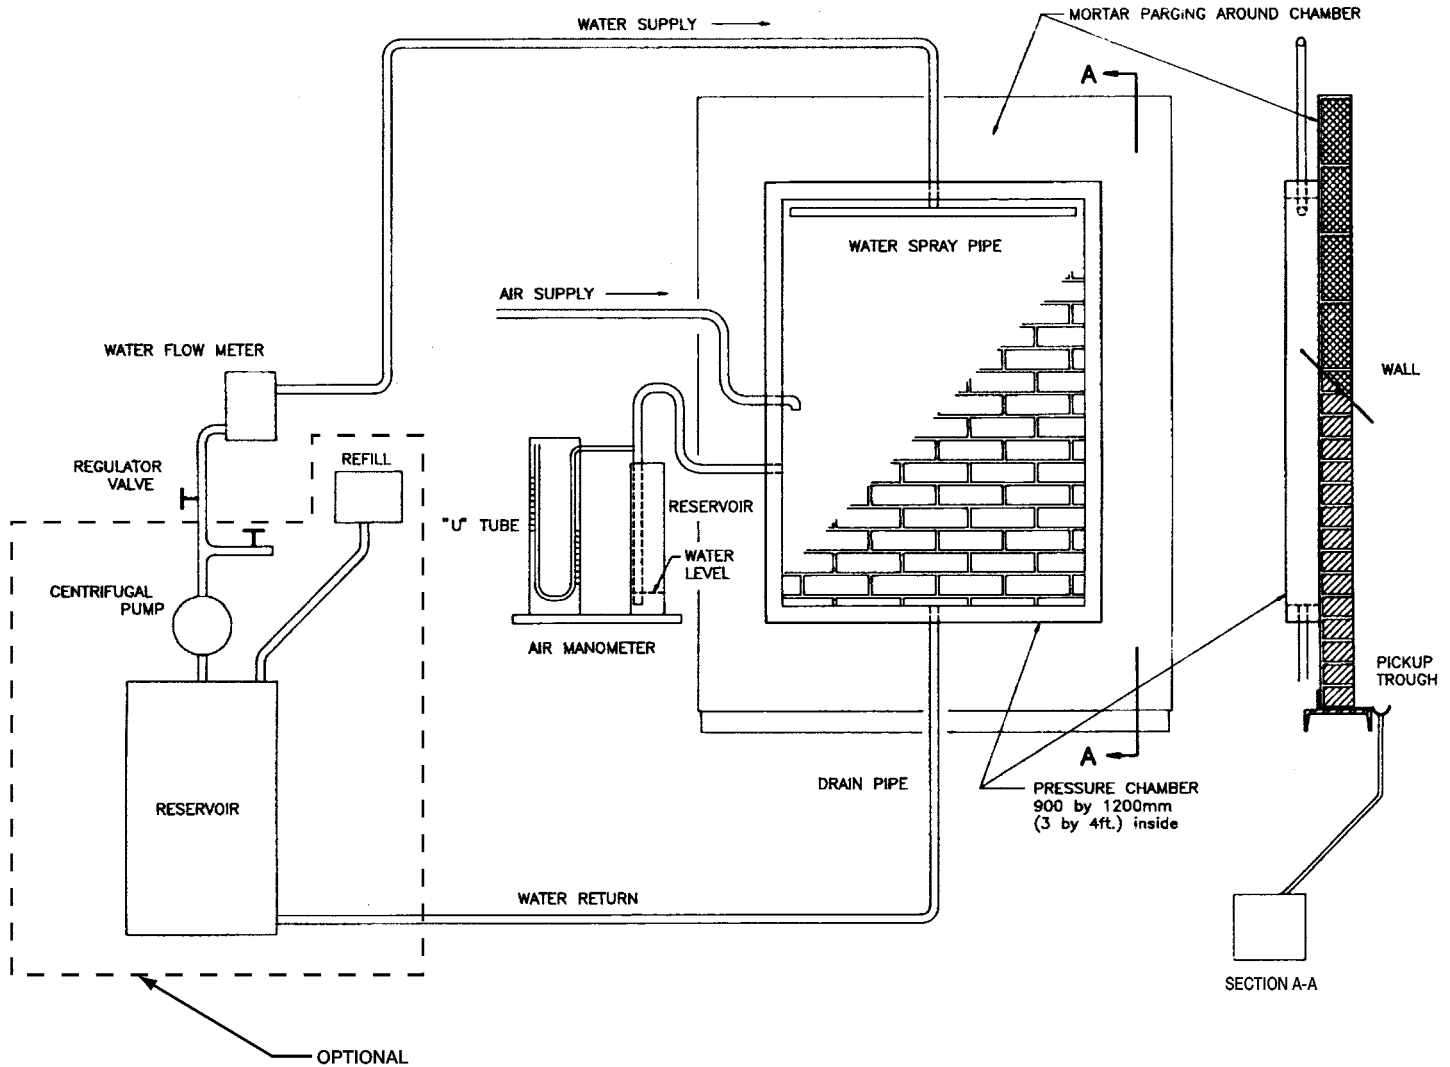 WATER SUPPLY
MORTAR PARGiNG AROUND CHAMBER
A
WATER SPRAY PIPE
AIR SUPPLY
WATER FLOW METER
WALL
REGULATOR
VALVE
REFILL
"U" TUBE
RESERVOIR
WATER
LEVEL
CENTRIFUGAL
PUMP
AIR MANOMETER
PICKUP
TROUGH
A
DRAIN PIPE
PRESSURE CHAMBER
900 by 1200mm
(3 by 4ft.) inside
RESERVOIR
WATER RETURN
SECTION A-A
OPTIONAL